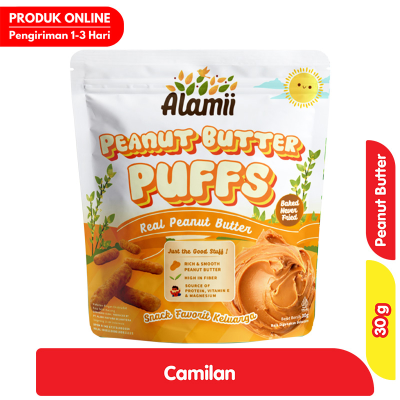 PRODUK ONLINE
Pengiriman 1-3 Hari
Alamii
PEANUT BUTTER
PUFFS
Baked
Never
Fried
Real Peanut Butter
Just the Good Stuff!
RICH & SMOOTH
PEANUT BUTTER
HIGH IN FIBER
SOURCE OF
PROTEIN, VITAMIN E
& MAGNESIUM
Snack Favorit Keluarga
Peanut Butter
30g
Camilan